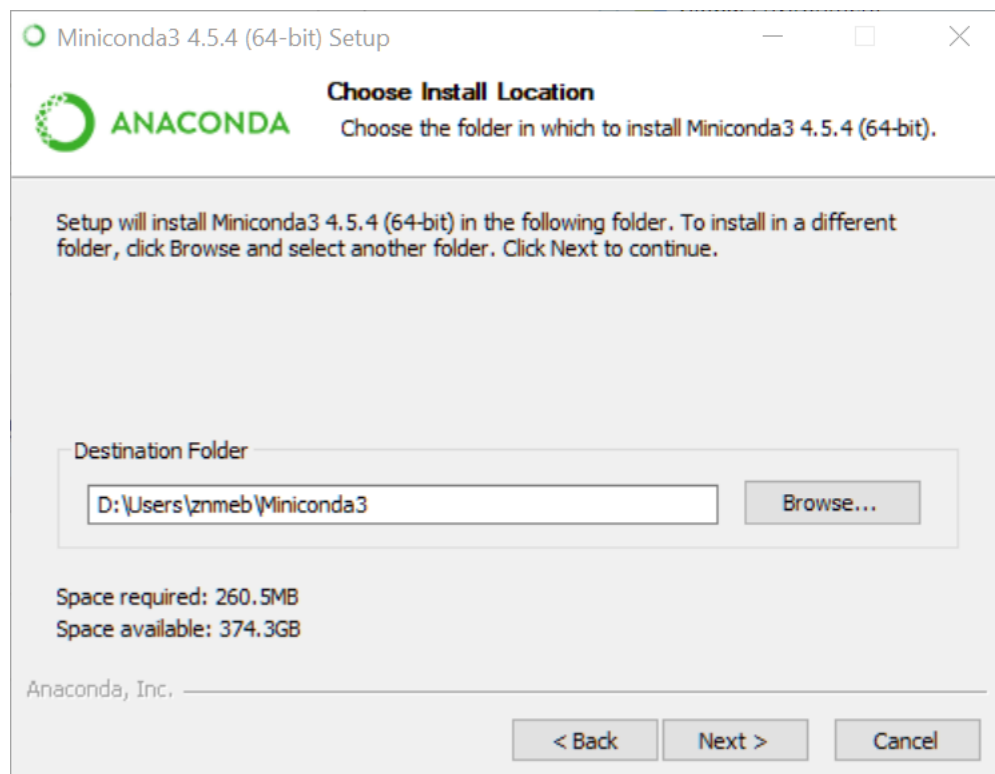 Miniconda3 4.5.4 (64-bit) Setup
ANACONDA
Choose Install Location
Choose the folder in which to install Miniconda3 4.5.4 (64-bit).
Setup will install Miniconda3 4.5.4 (64-bit) in the following folder. To install in a different
folder, click Browse and select another folder. Click Next to continue.
Destination Folder
D:\Users\znmeb\Miniconda3
Browse...
Space required: 260.5MB
Space available: 374.3GB
Anaconda, Inc.
< Back
Next >
Cancel